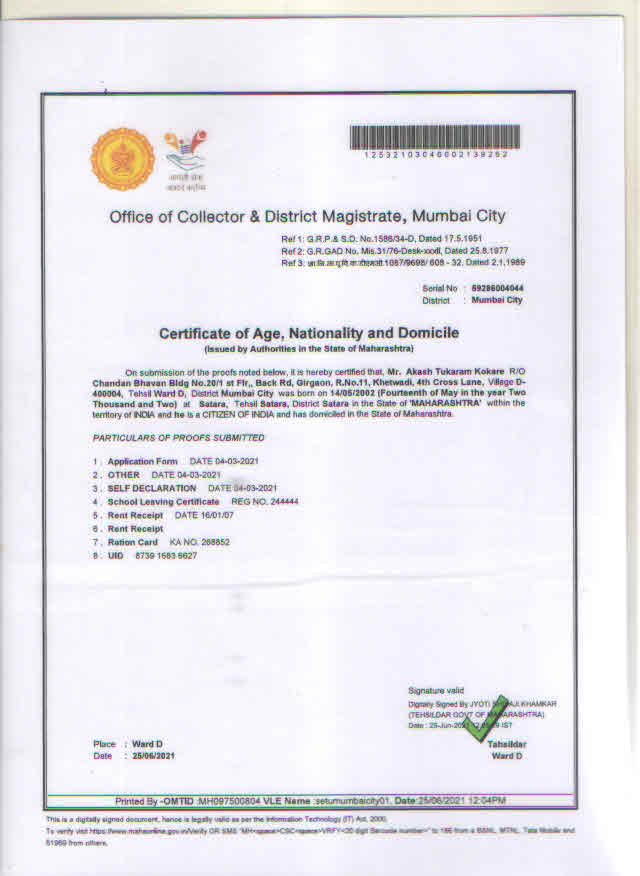 आपली सेवा
आमचे कर्तव्य
12532103040002139252
Office of Collector & District Magistrate, Mumbai City
Ref 1: G.R.P.& S.D. No.1586/34-D, Dated 17.5.1951
Ref 2: G.R.GAD No. Mis.31/76-Desk-xxxii, Dated 25.8.1977
Ref 3: 1087/9698/ 608 - 32. Dated 2.1.1989
Serial No : 69286004044
District : Mumbai City
Certificate of Age, Nationality and Domicile
(Issued by Authorities in the State of Maharashtra)
On submission of the proofs noted below, it is hereby certified that, Mr. Akash Tukaram Kokare R/O
Chandan Bhavan Bldg No.20/1 st Flr,, Back Rd, Girgaon, R.No.11, Khetwadi, 4th Cross Lane, Village D-
400004, Tehsil Ward D, District Mumbai City was born on 14/05/2002 (Fourteenth of May in the year Two
Thousand and Two) at Satara, Tehsil Satara, District Satara in the State of 'MAHARASHTRA' within the
territory of INDIA and he is a CITIZEN OF INDIA and has domiciled in the State of Maharashtra.
PARTICULARS OF PROOFS SUBMITTED
1 . Application Form DATE 04-03-2021
2 . OTHER DATE 04-03-2021
3 . SELF DECLARATION DATE 04-03-2021
4 . School Leaving Certificate REG NO. 244444
5 . Rent Receipt DATE 16/01/07
6 . Rent Receipt
7 . Ration Card KA NO. 268852
8 . UID 8739 1683 6627
Signature valid
Digitally Signed By JYOTI KHAMKAR
(TEHSILDAR GOVT OF MAHARASHTRA)
Date : 25-Jun-2021 IST
Place : Ward D
Tahsildar
Date : 25/06/2021
Ward D
Printed By -OMTID :MH097500804 VLE Name :setumumbaicity01, Date:25/06/2021 12:04PM
This is a digitally signed document, hence is legally valid as per the Information Technology (IT) Act, 2000.
To verify visit https://www.mahaonline.gov.in/Verify OR SMS "MH<space>CSC<space>VRFY<20 digit Barcode number>" to 166 from a BSNL, MTNL, Tata Mobile and
51969 from others.